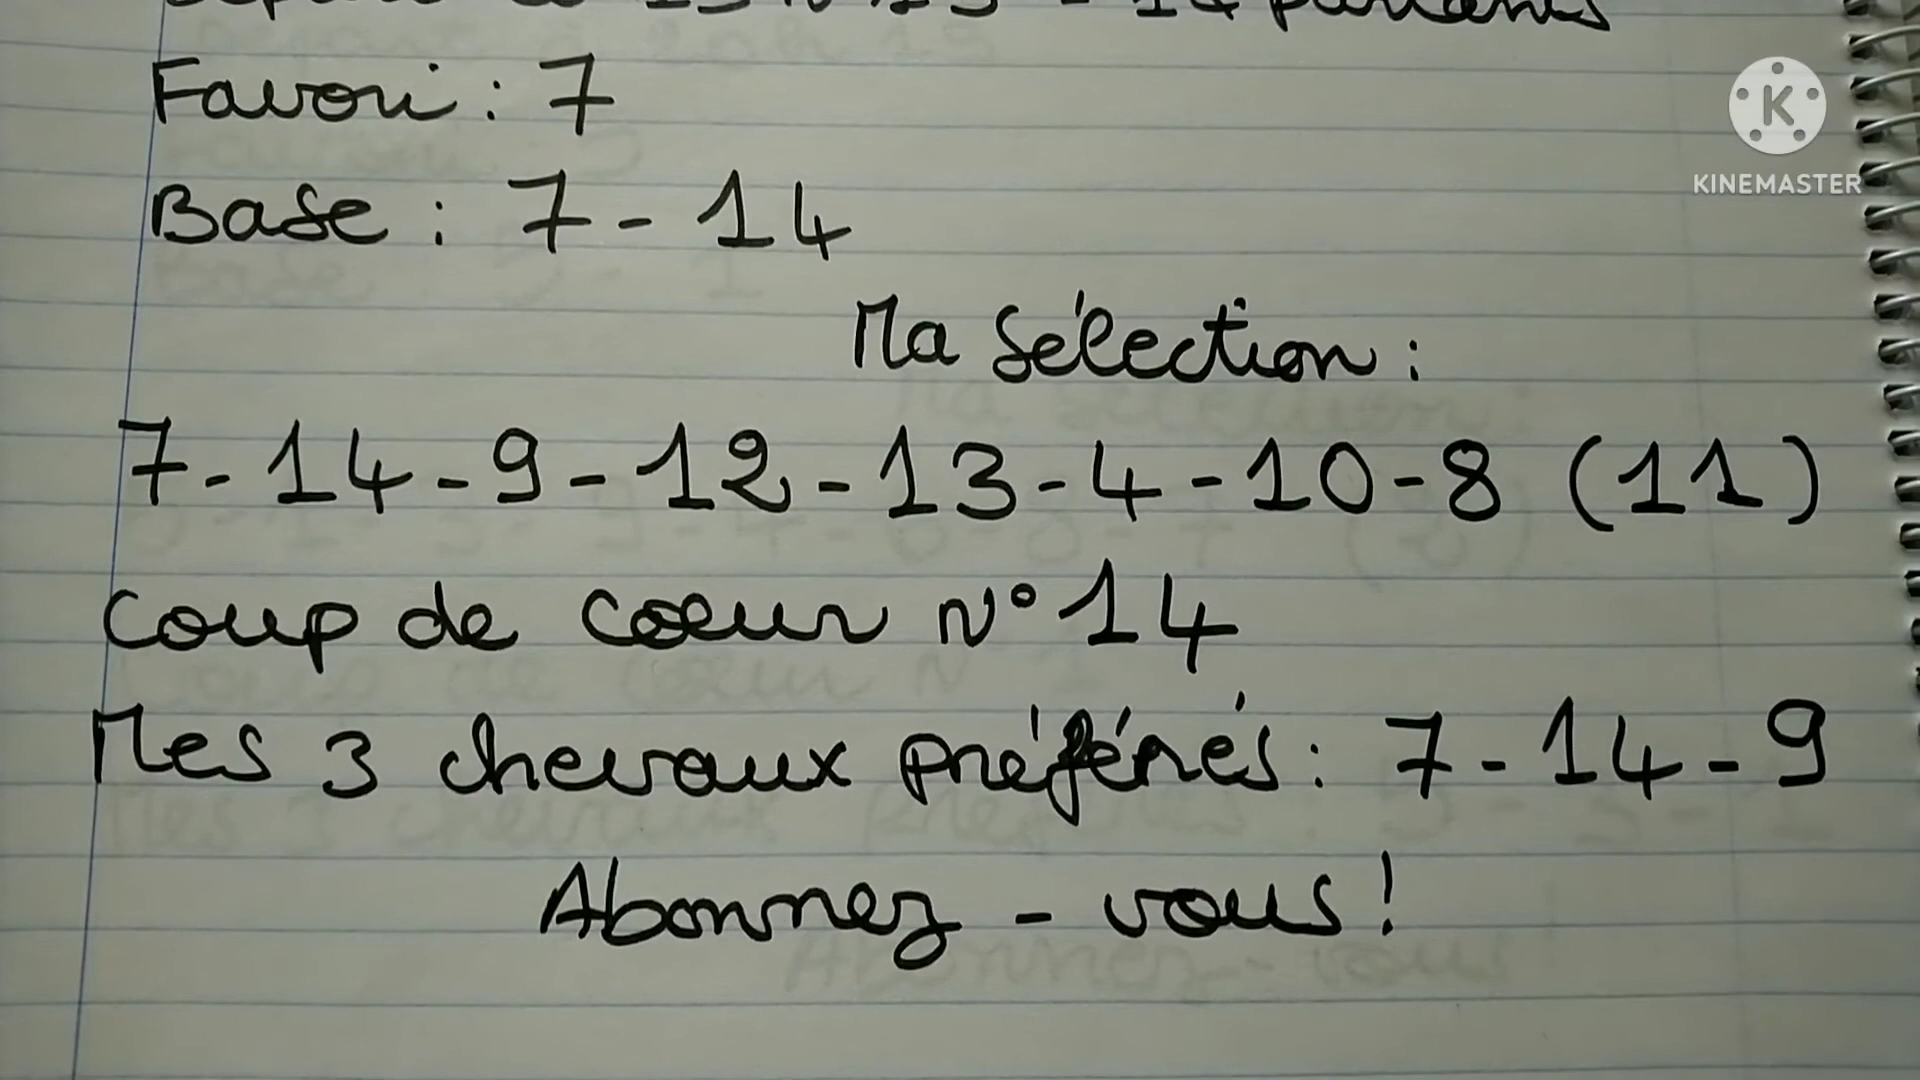 Favori : 7
Base : 7 - 14
Ma sélection :
7 - 14 - 9 - 12 - 13 - 4 - 10 - 8 (11)
Coup de coeur N° 14
Mes 3 chevaux préférés : 7 - 14 - 9
Abonnez - vous !
KINEMASTER